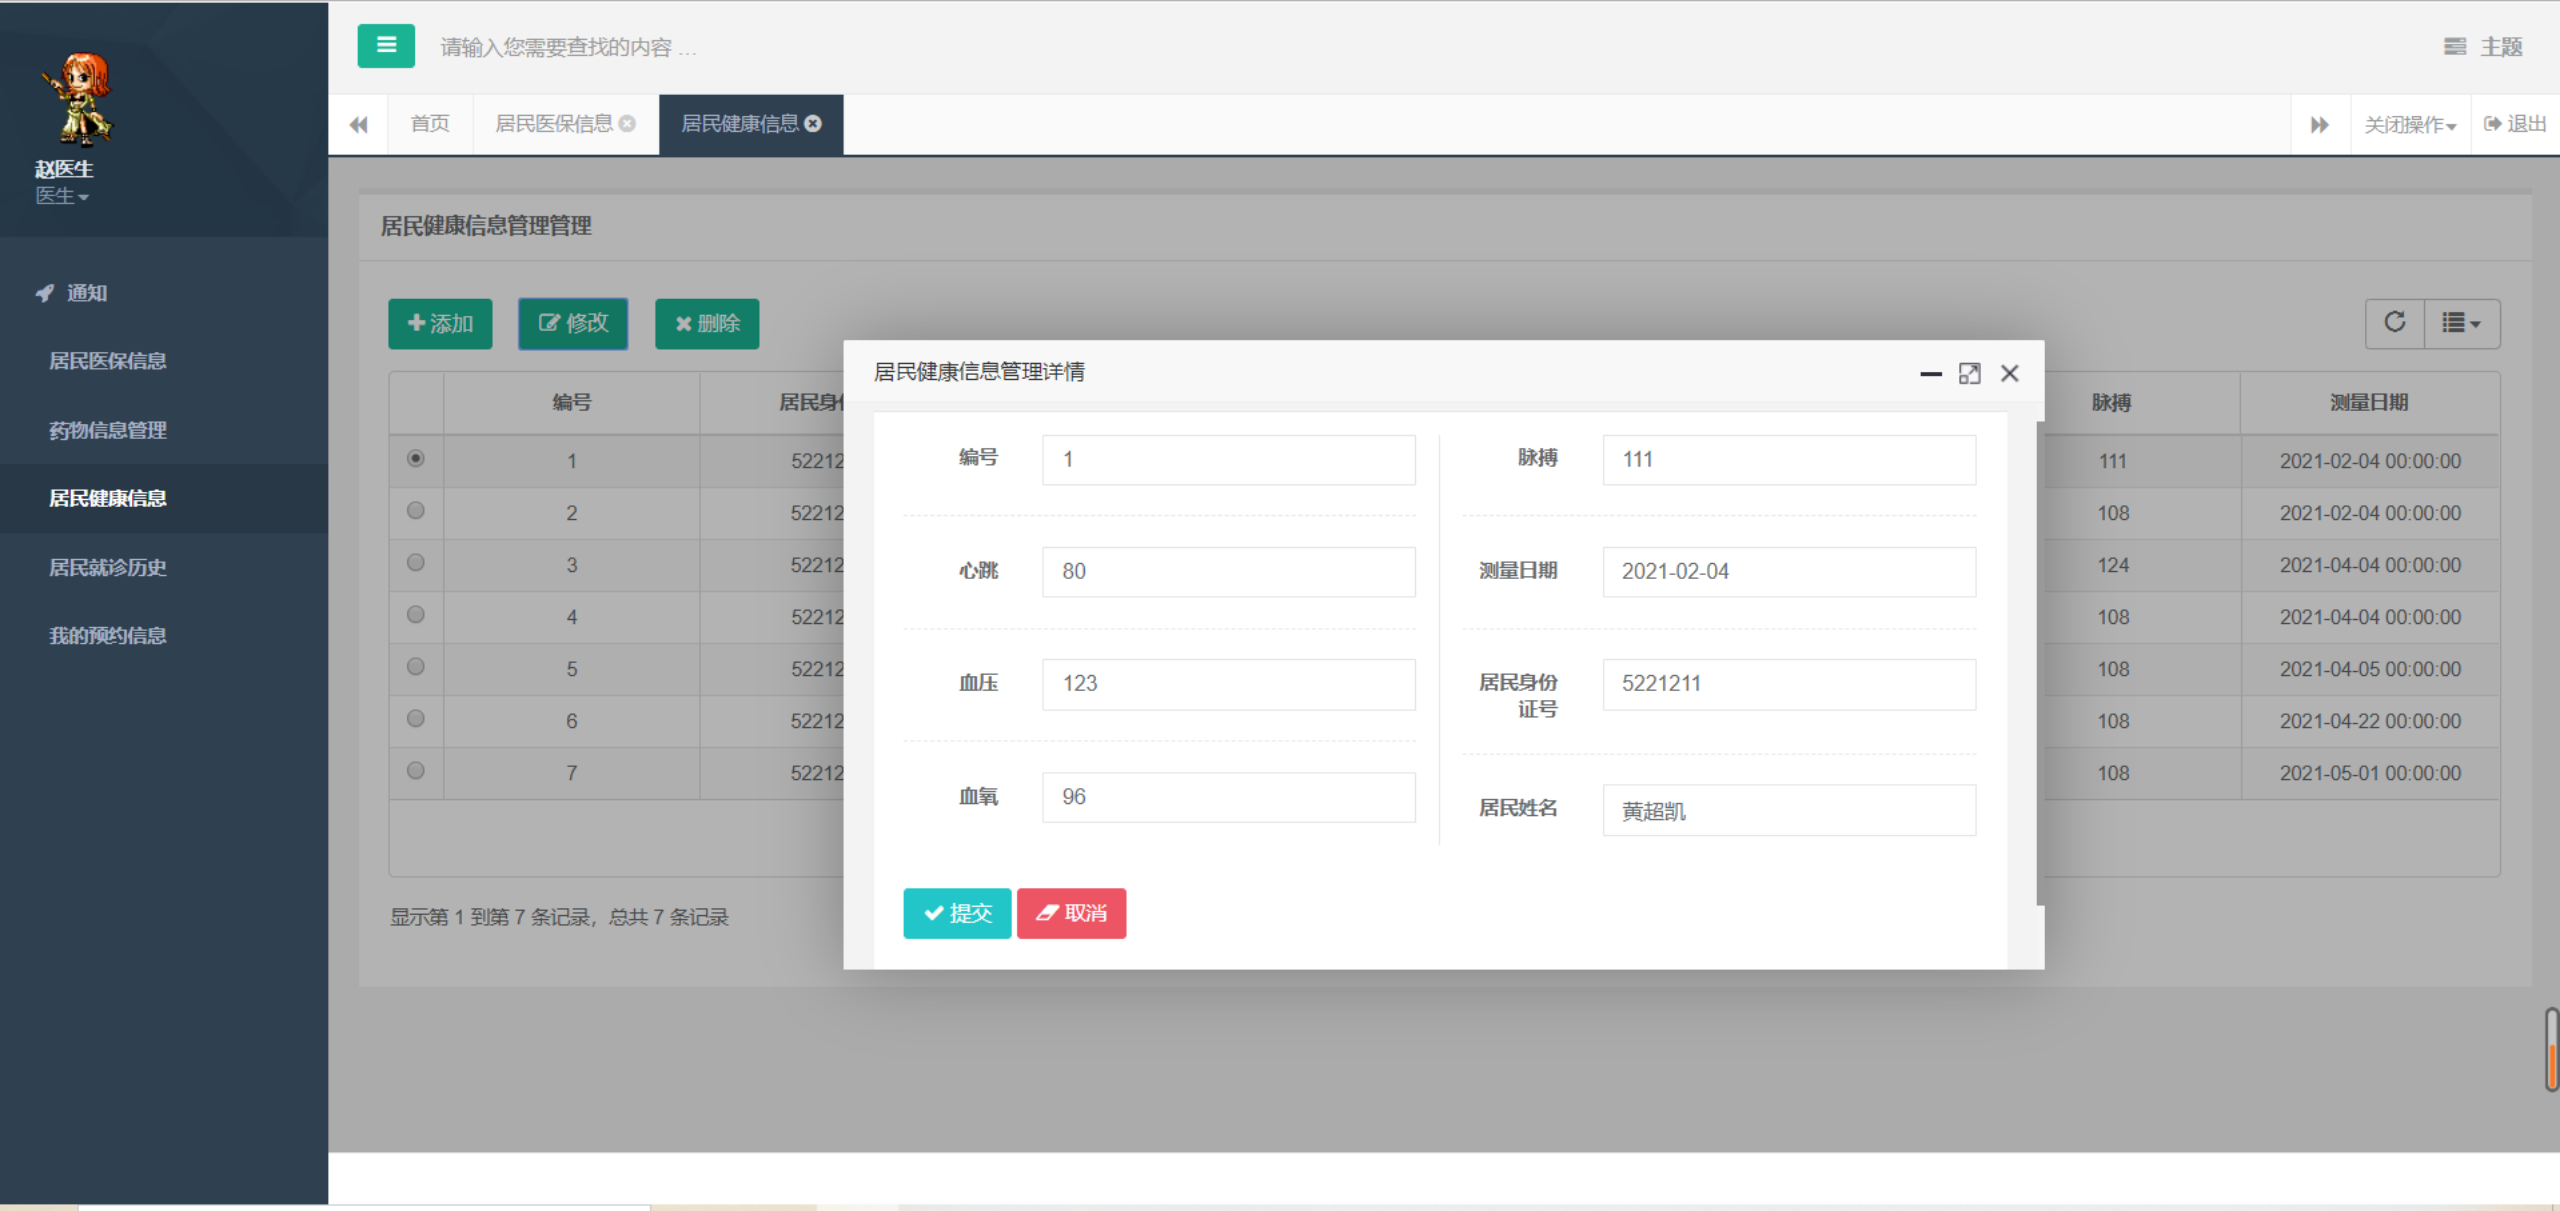 请输入您需要查找的内容 ...
主题
首页
居民医保信息
居民健康信息
关闭操作
退出
赵医生
医生
通知
居民医保信息
药物信息管理
居民健康信息
居民就诊历史
我的预约信息
居民健康信息管理管理
添加
修改
删除
编号 居民身 脉搏 测量日期
1 52212 111 2021-02-04 00:00:00
2 52212 108 2021-02-04 00:00:00
3 52212 124 2021-04-04 00:00:00
4 52212 108 2021-04-04 00:00:00
5 52212 108 2021-04-05 00:00:00
6 52212 108 2021-04-22 00:00:00
7 52212 108 2021-05-01 00:00:00
显示第 1 到第 7 条记录，总共 7 条记录
居民健康信息管理详情
编号 1
脉搏 111
心跳 80
测量日期 2021-02-04
血压 123
居民身份
证号 5221211
血氧 96
居民姓名 黄超凯
提交
取消